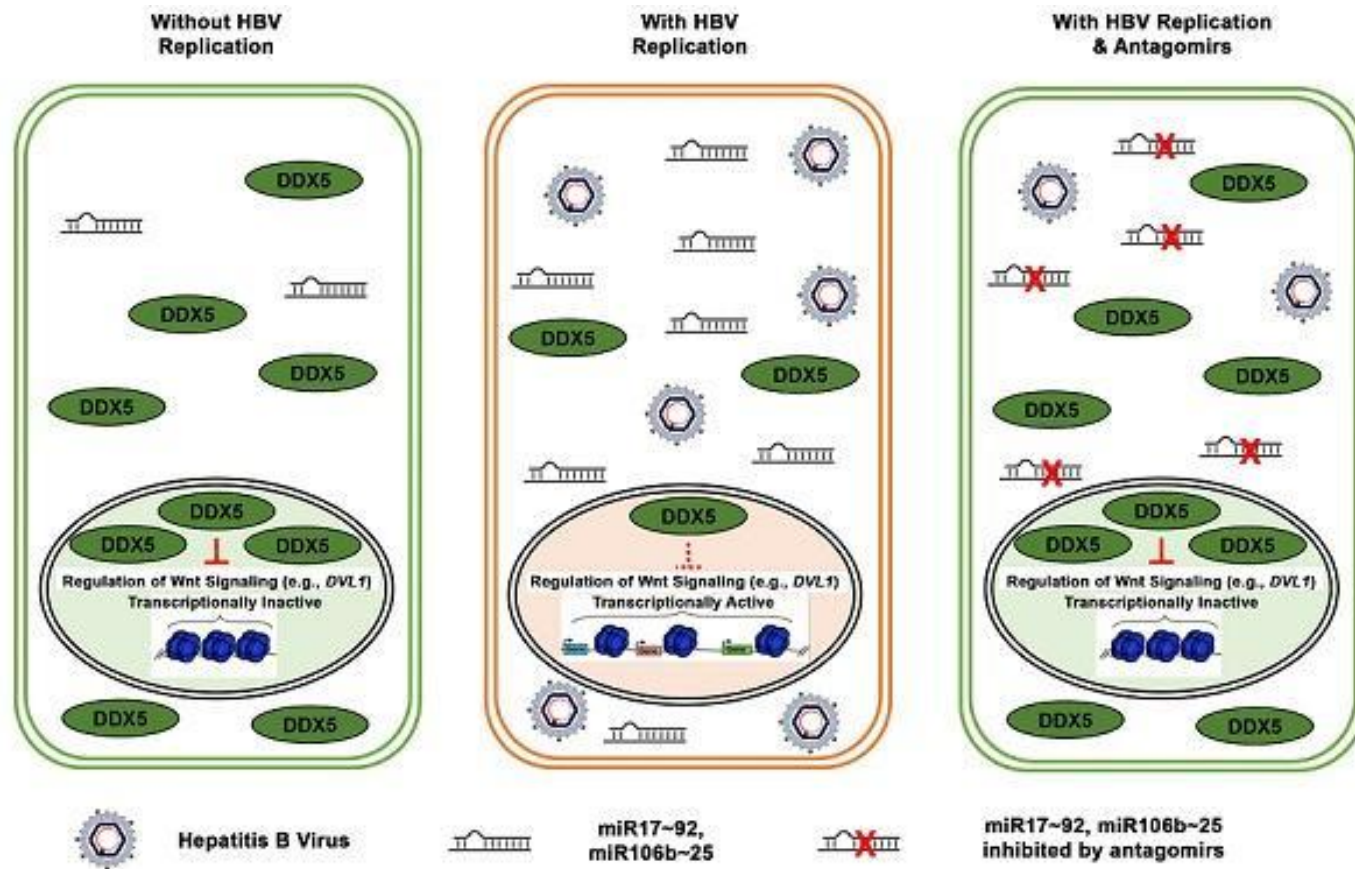 Without HBV
Replication
With HBV
Replication
With HBV Replication
& Antagomirs
DDX5
DDX5
DDX5
DDX5
DDX5
DDX5
DDX5
Regulation of Wnt Signaling (e.g., DVL1)
Transcriptionally Inactive
DDX5
DDX5
DDX5
DDX5
DDX5
Regulation of Wnt Signaling (e.g., DVL1)
Transcriptionally Active
Gene
Gene
DDX5
DDX5
DDX5
DDX5
DDX5
DDX5
DDX5
Regulation of Wnt Signaling (e.g., DVL1)
Transcriptionally Inactive
DDX5
DDX5
Hepatitis B Virus
miR17~92,
miR106b~25
miR17~92, miR106b~25
inhibited by antagomirs